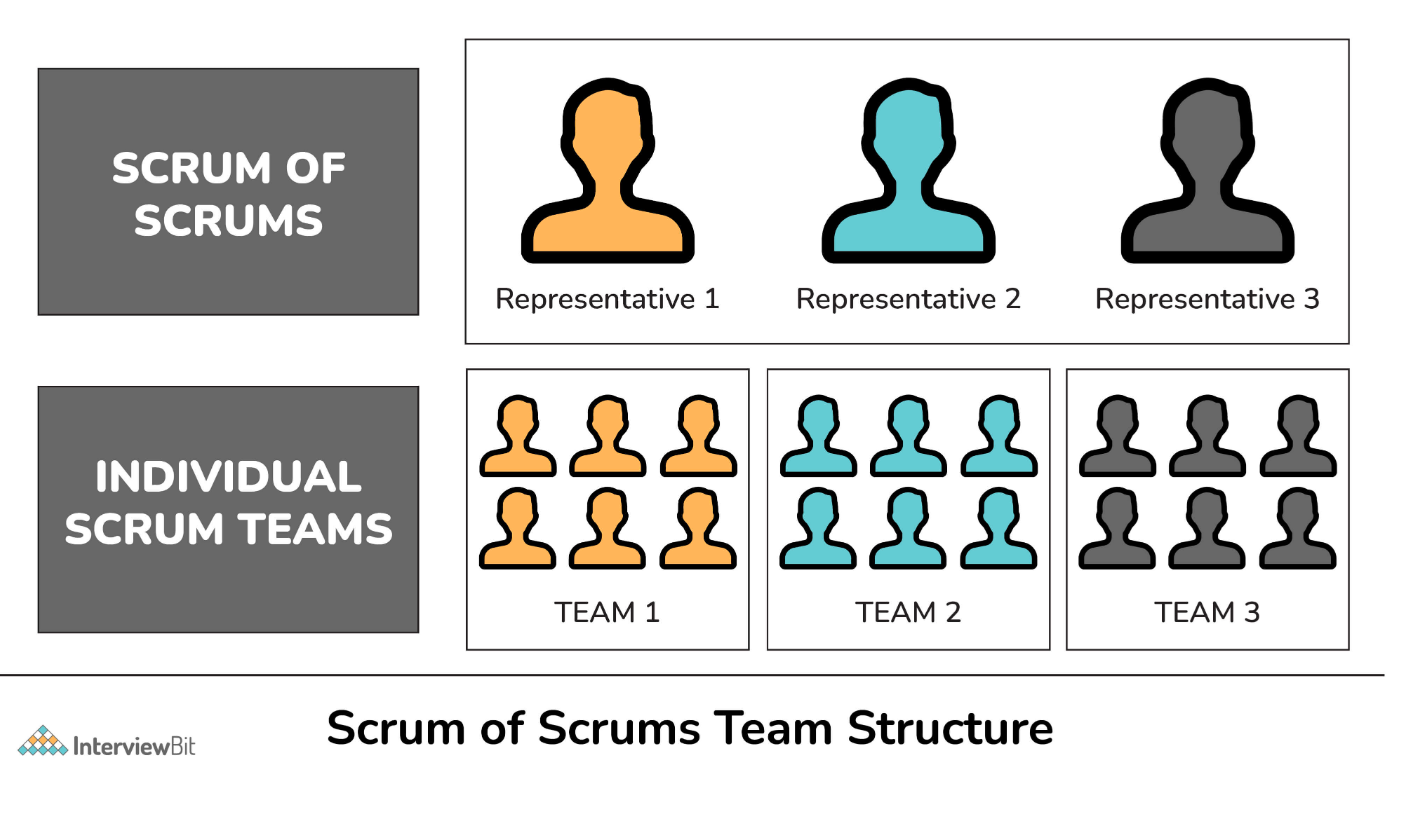 SCRUM OF
SCRUMS
Representative 1
Representative 2
Representative 3
INDIVIDUAL
SCRUM TEAMS
TEAM 1
TEAM 2
TEAM 3
InterviewBit
Scrum of Scrums Team Structure